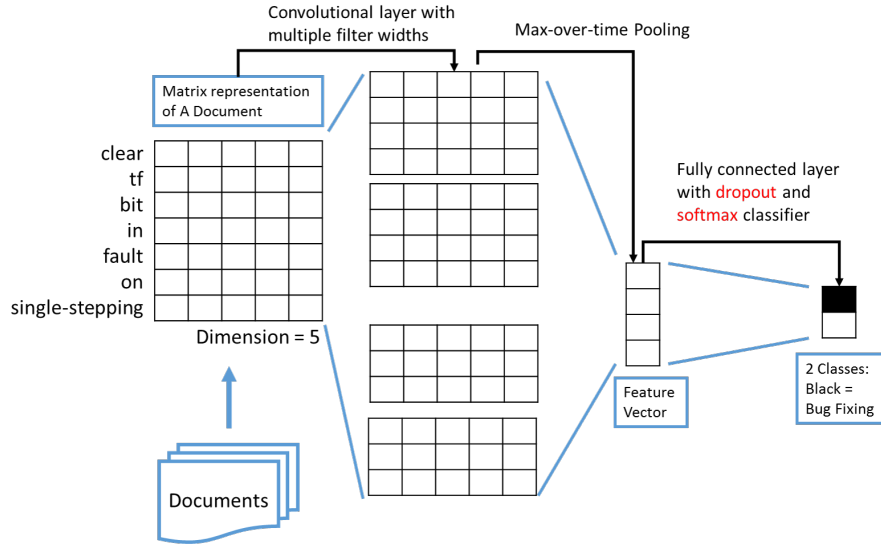 Convolutional layer with
multiple filter widths
Max-over-time Pooling
Matrix representation
of A Document
clear
tf
bit
in
fault
on
single-stepping
Dimension = 5
Fully connected layer
with dropout and
softmax classifier
Feature
Vector
2 Classes:
Black =
Bug Fixing
Documents